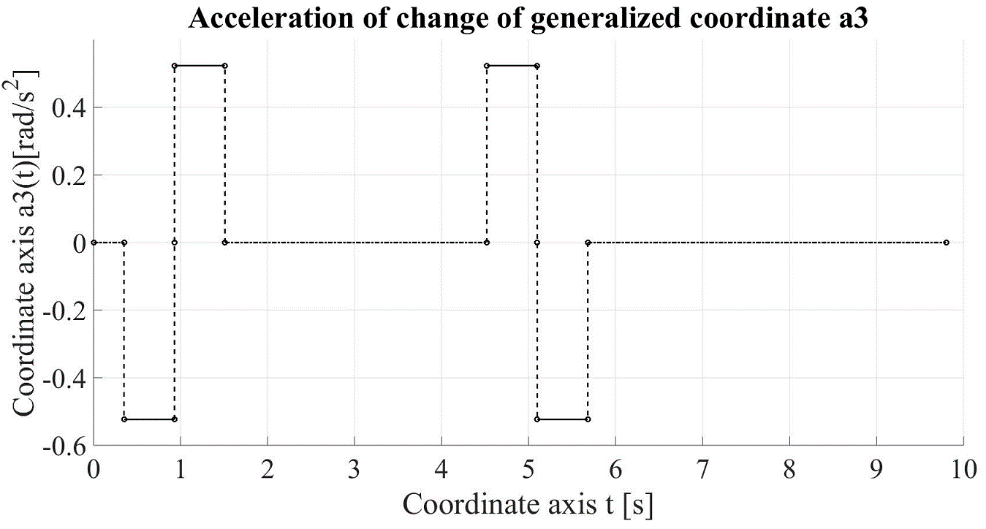 Acceleration of change of generalized coordinate a3
Coordinate axis a3(t)[rad/s²]
0.4
0.2
0
-0.2
-0.4
-0.6
0 1 2 3 4 5 6 7 8 9 10
Coordinate axis t [s]